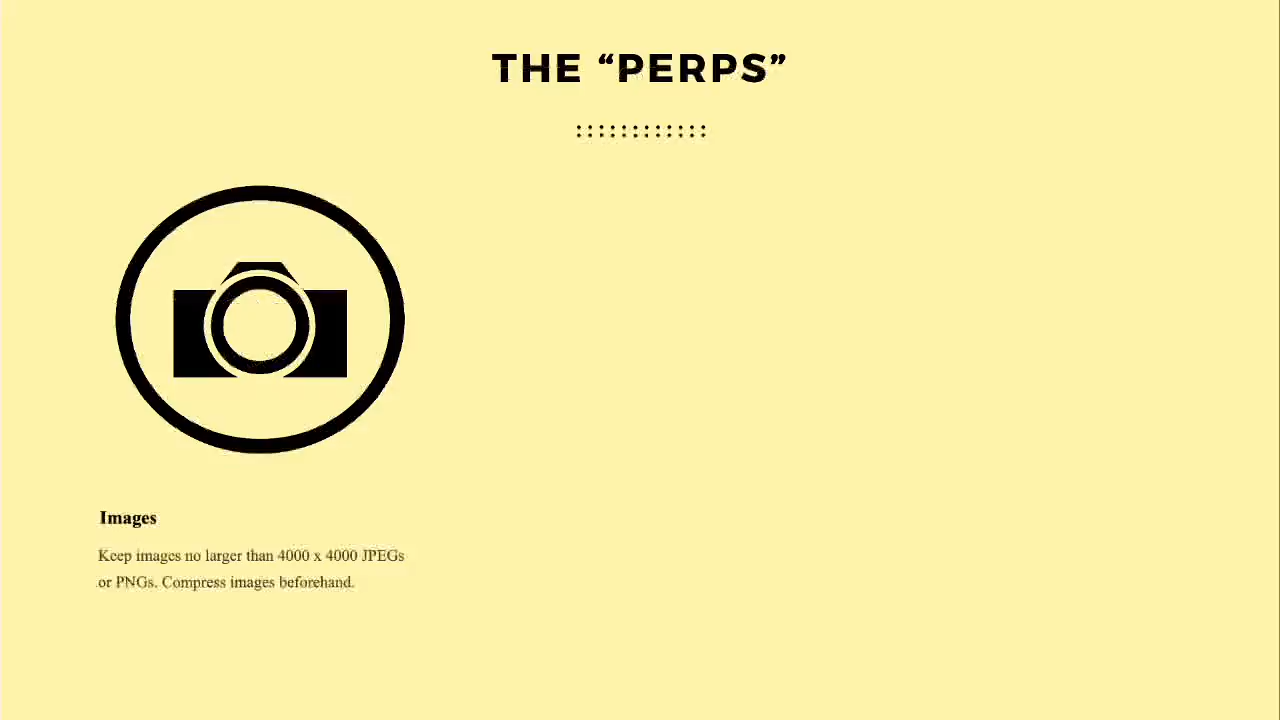 THE “PERPS”
Images
Keep images no larger than 4000 x 4000 JPEGs
or PNGs. Compress images beforehand.